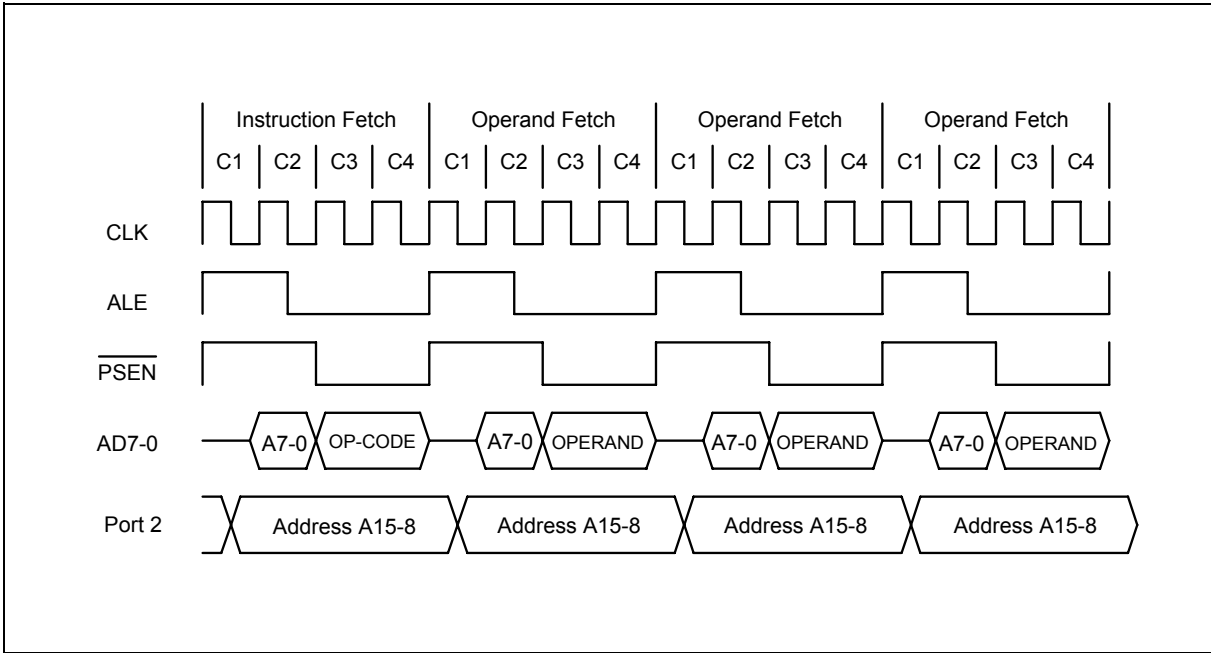 Instruction Fetch Operand Fetch Operand Fetch Operand Fetch
C1 C2 C3 C4 C1 C2 C3 C4 C1 C2 C3 C4 C1 C2 C3 C4
CLK
ALE
PSEN
AD7-0 A7-0 OP-CODE A7-0 OPERAND A7-0 OPERAND A7-0 OPERAND
Port 2 Address A15-8 Address A15-8 Address A15-8 Address A15-8